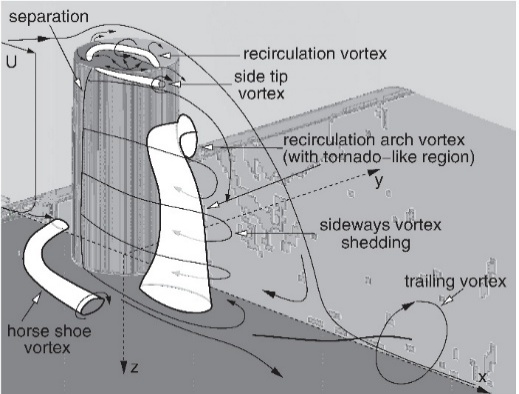 separation
U
recirculation vortex
side tip
vortex
recirculation arch vortex
(with tornado-like region)
y
sideways vortex
shedding
trailing vortex
horse shoe
vortex
z
x